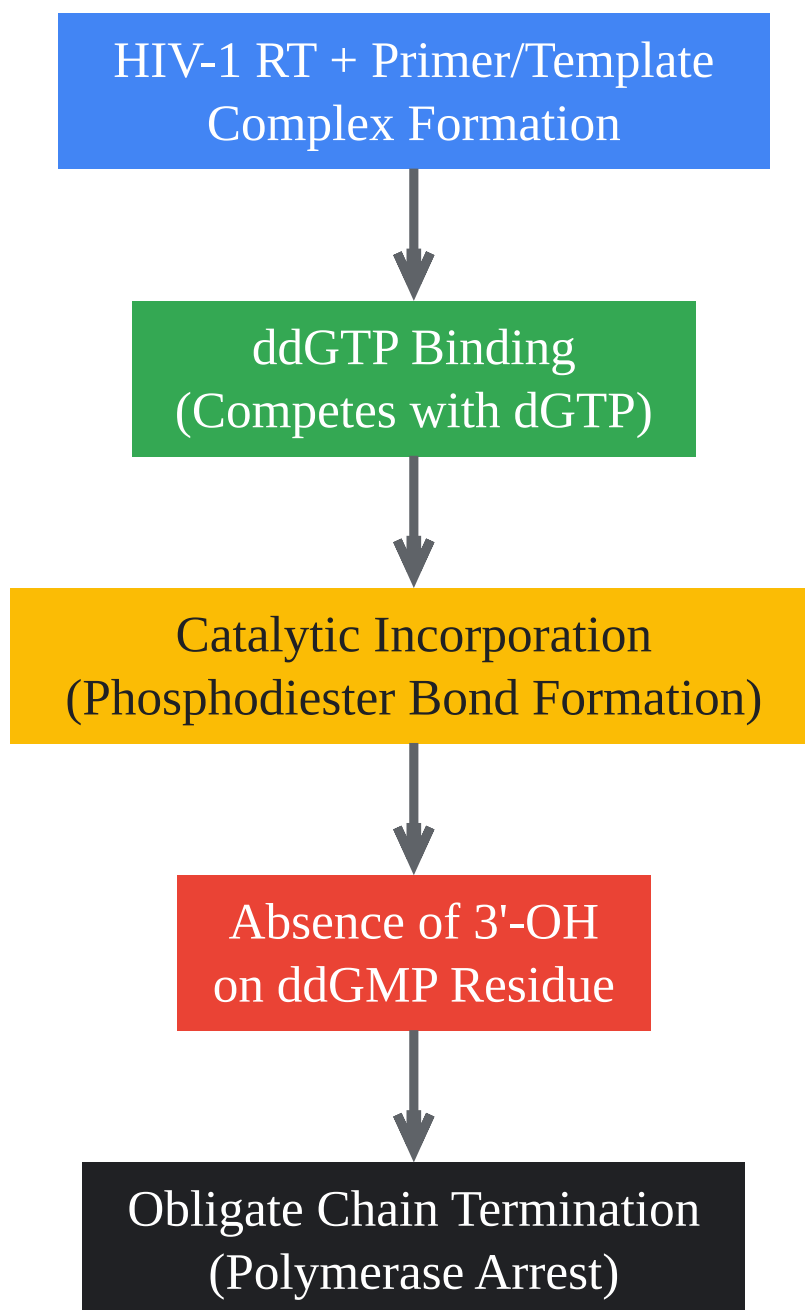 HIV-1 RT + Primer/Template
Complex Formation
ddGTP Binding
(Competes with dGTP)
Catalytic Incorporation
(Phosphodiester Bond Formation)
Absence of 3'-OH
on ddGMP Residue
Obligate Chain Termination
(Polymerase Arrest)